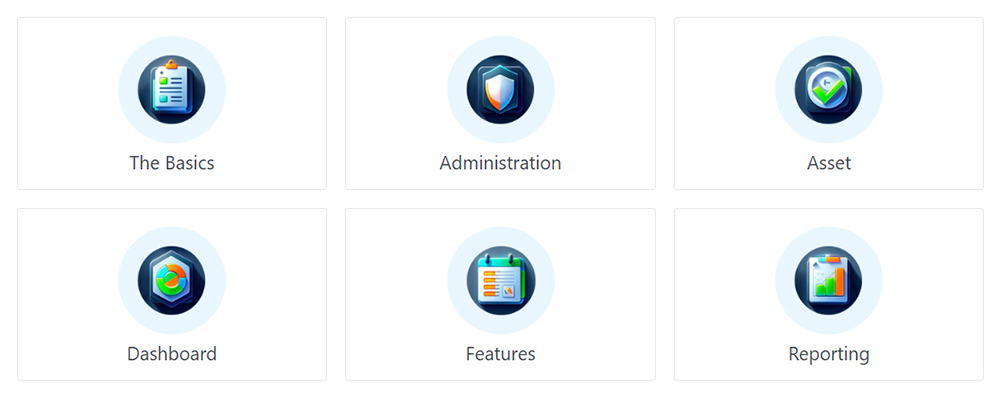 The Basics
Administration
Asset
Dashboard
Features
Reporting